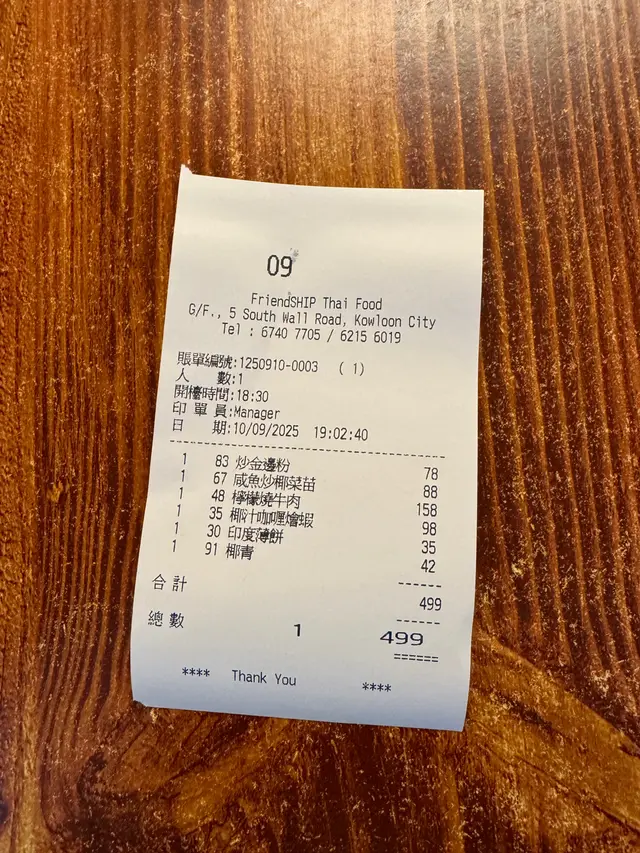 09
FriendSHIP Thai Food
G/F., 5 South Wall Road, Kowloon City
Tel : 6740 7705 / 6215 6019
賬單編號:1250910-0003 ( 1)
人 數:1
開檯時間:18:30
印 單 員:Manager
日 期:10/09/2025 19:02:40
1 83 炒金邊粉 78
1 67 咸魚炒椰菜苗 88
1 48 檸檬燒牛肉 158
1 35 椰汁咖喱燴蝦 98
1 30 印度薄餅 35
1 91 椰青 42
------
合 計 499
------
總 數 1 499
======
**** Thank You ****